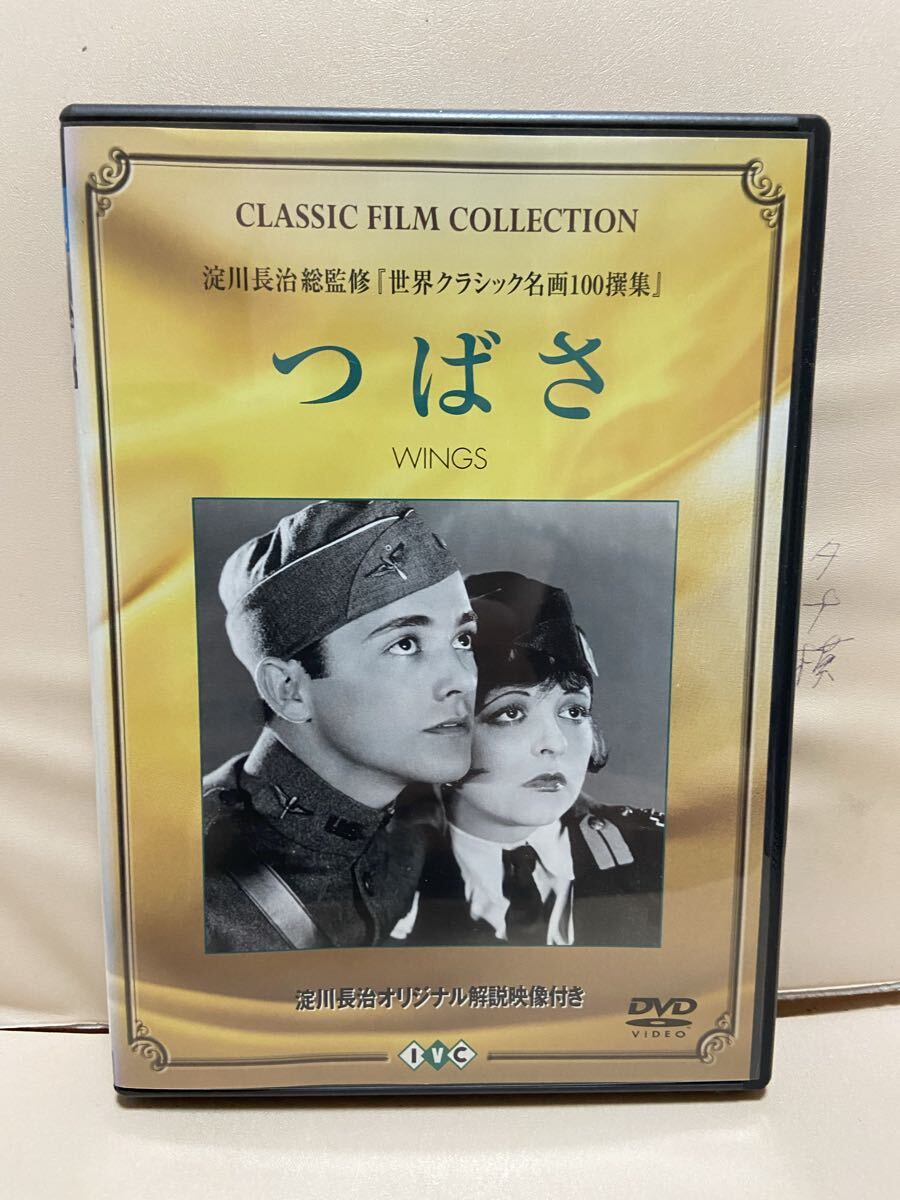 CLASSIC FILM COLLECTION
淀川長治総監修『世界クラシック名画100撰集』
つばさ
WINGS
淀川長治オリジナル解説映像付き
DVD
VIDEO
IVC